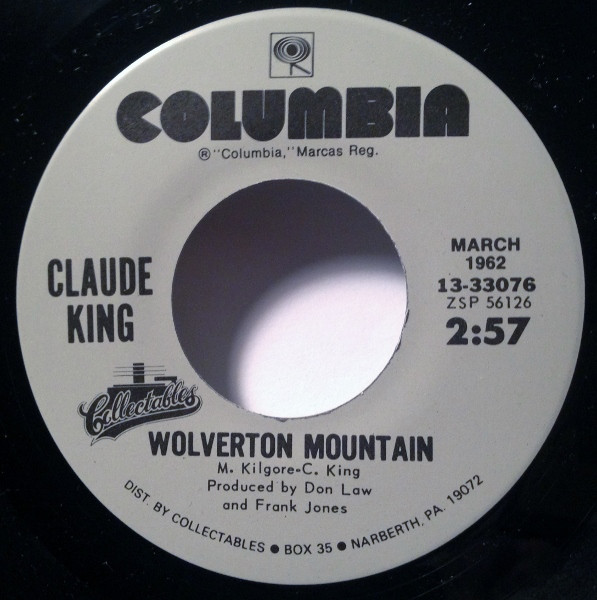 COLUMBIA
® "Columbia," Marcas Reg.
CLAUDE
KING
MARCH
1962
13-33076
ZSP 56126
2:57
Collectables
WOLVERTON MOUNTAIN
M. Kilgore-C. King
Produced by Don Law
and Frank Jones
DIST. BY COLLECTABLES ● BOX 35 ● NARBERTH, PA. 19072